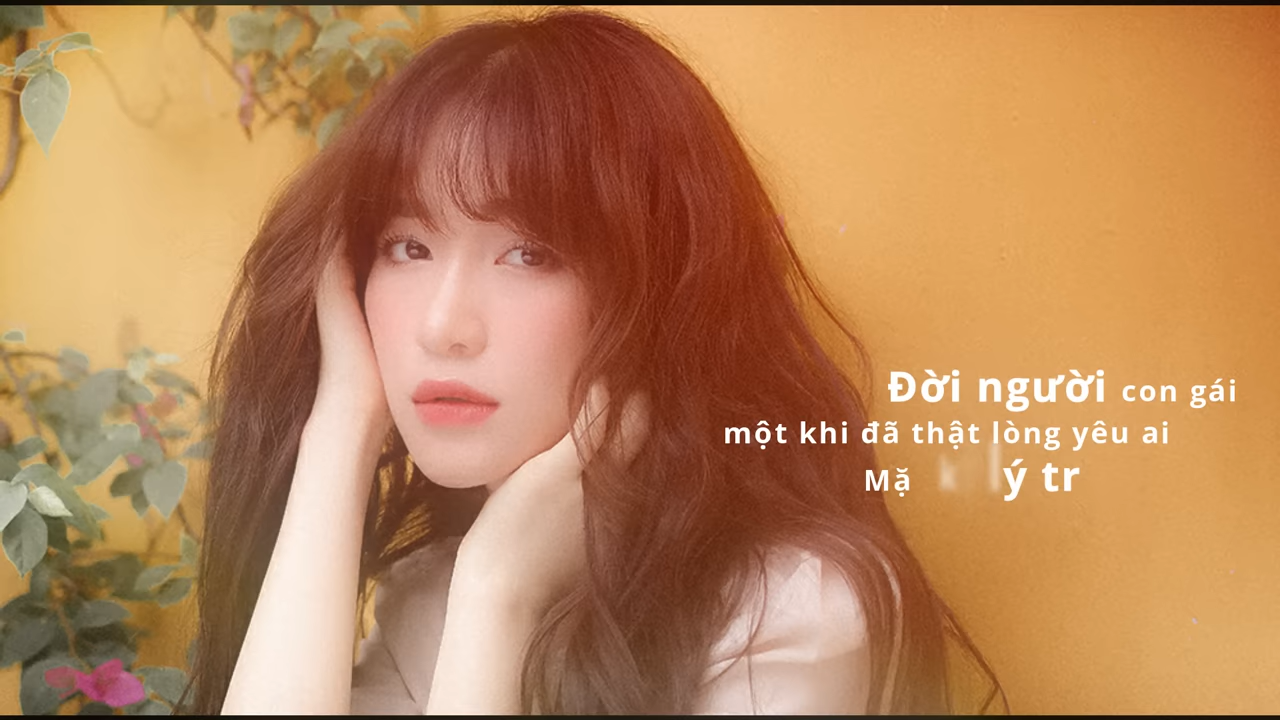 Đời người con gái
một khi đã thật lòng yêu ai
Mặ ý tr